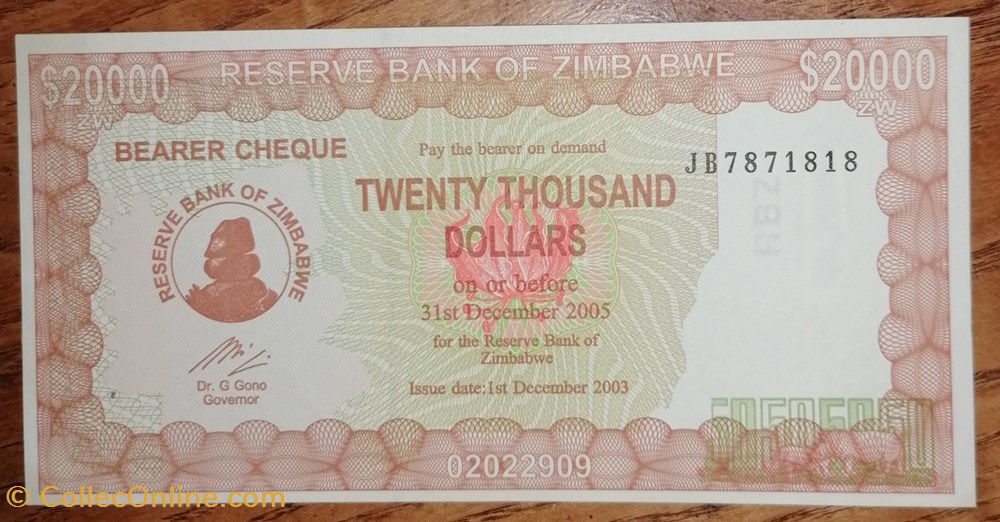 $20000 RESERVE BANK OF ZIMBABWE $20000
ZW ZW
BEARER CHEQUE
Pay the bearer on demand
JB7871818
TWENTY THOUSAND
DOLLARS
RESERVE BANK OF ZIMBABWE
on or before
31st December 2005
for the Reserve Bank of
Zimbabwe
Dr. G Gono
Governor
Issue date:1st December 2003
RBZ
02022909
© CollecOnline.com